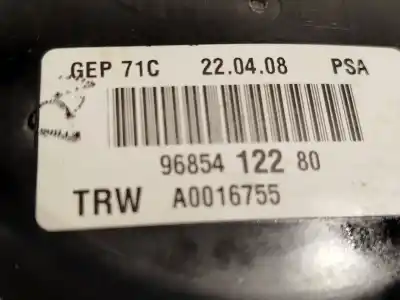 GEP 71C 22.04.08 PSA
96854 122 80
TRW A0016755